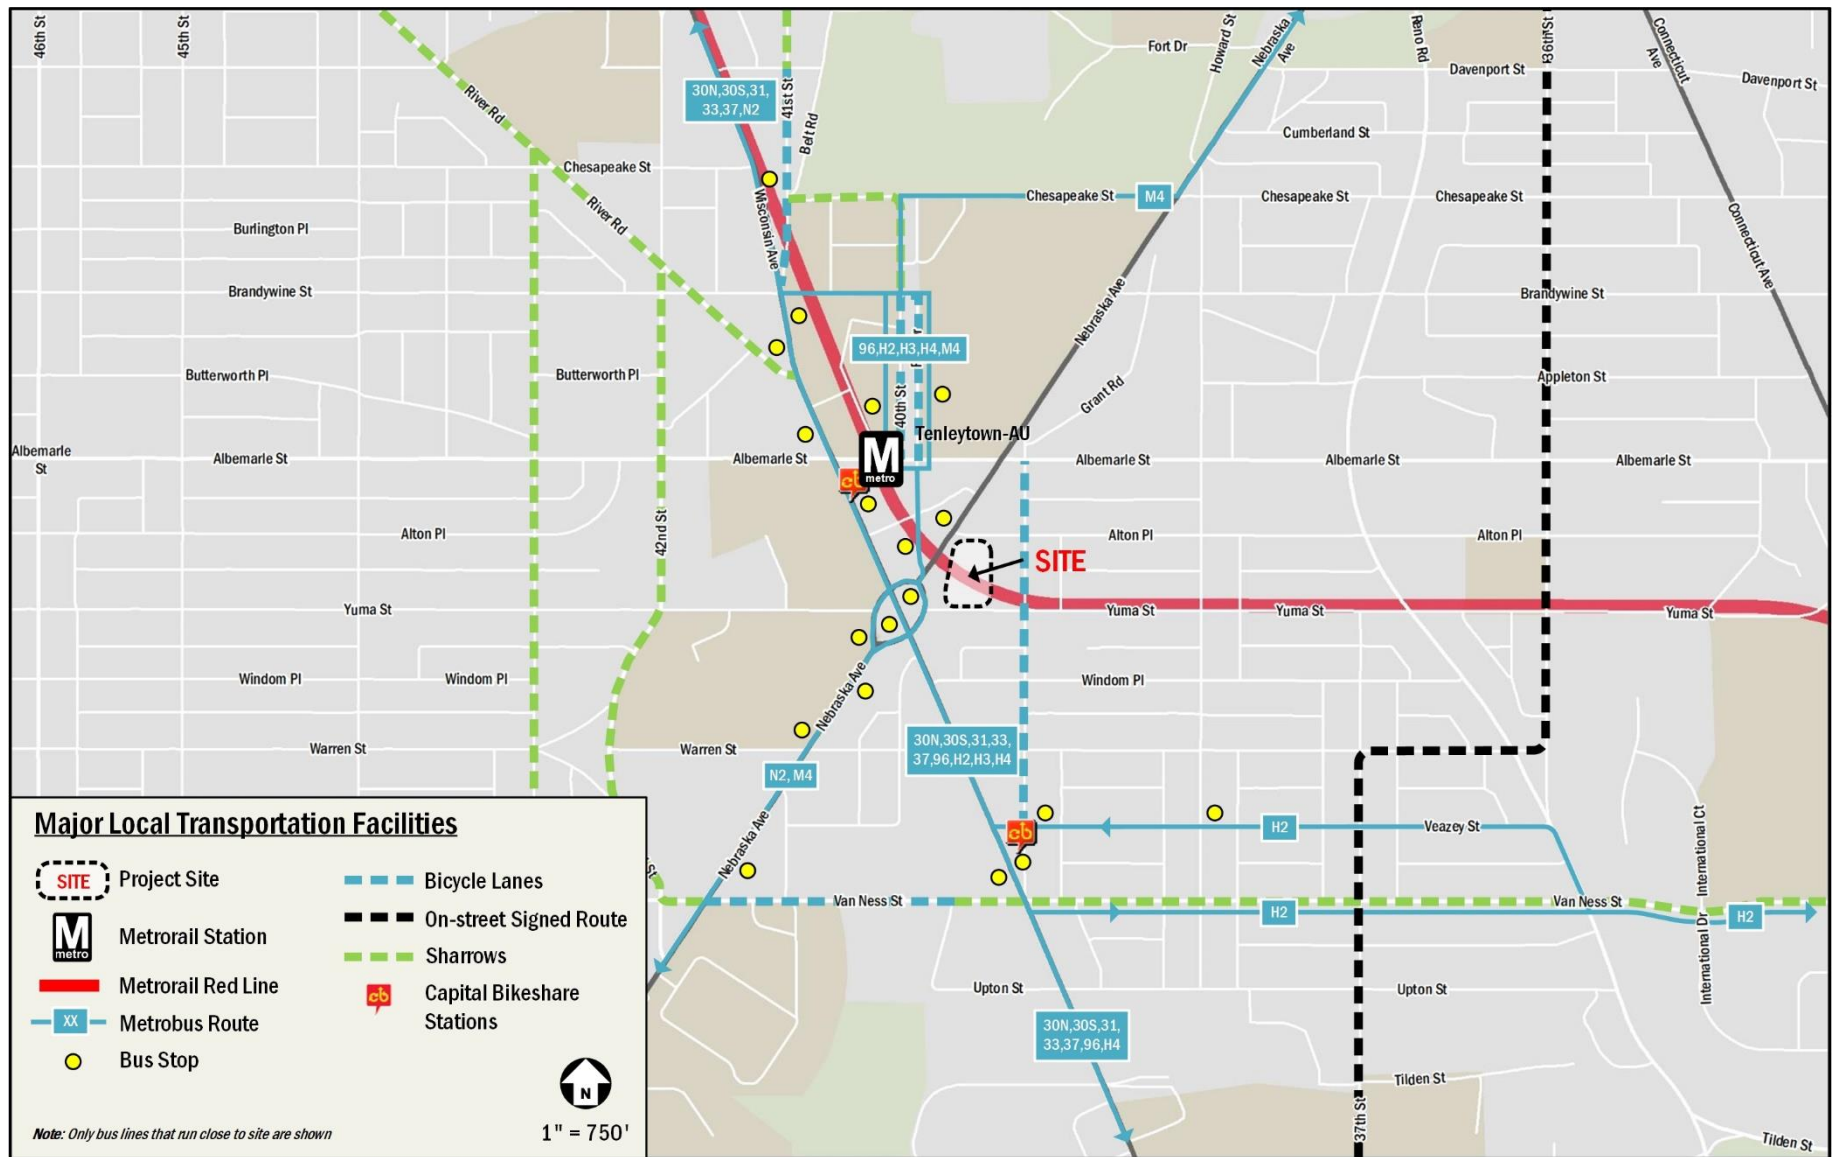 46th St
45th St
River Rd
30N,30S,31,
33,37,N2
41st St
Belt Rd
Fort Dr
Howard St
Nebraska
Ave
Reno Rd
36th St
Connecticut
Ave
Davenport St
Davenport St
Cumberland St
Chesapeake St
Wisconsin Ave
Chesapeake St
M4
Chesapeake St
Chesapeake St
River Rd
Burlington Pl
Connecticut Ave
Brandywine St
Brandywine St
Nebraska Ave
96,H2,H3,H4,M4
Butterworth Pl
Butterworth Pl
40th St
Grant Rd
Appleton St
Tenleytown-AU
M
metro
cb
Albemarle
St
Albemarle St
Albemarle St
Albemarle St
Albemarle St
Albemarle St
Alton Pl
42nd St
Alton Pl
Alton Pl
SITE
Yuma St
Yuma St
Yuma St
Yuma St
Windom Pl
Windom Pl
Nebraska Ave
Windom Pl
Warren St
Warren St
30N,30S,31,33,
37,96,H2,H3,H4
N2, M4
cb
H2
Veazey St
International Ct
Nebraska Ave
Van Ness St
Van Ness St
H2
H2
International Dr
Upton St
Upton St
30N,30S,31,
33,37,96,H4
Tilden St
37th St
Tilden St
Major Local Transportation Facilities
SITE Project Site
M
metro
Metrorail Station
Metrorail Red Line
XX Metrobus Route
Bus Stop
Bicycle Lanes
On-street Signed Route
Sharrows
cb
Capital Bikeshare
Stations
N
1" = 750'
Note: Only bus lines that run close to site are shown